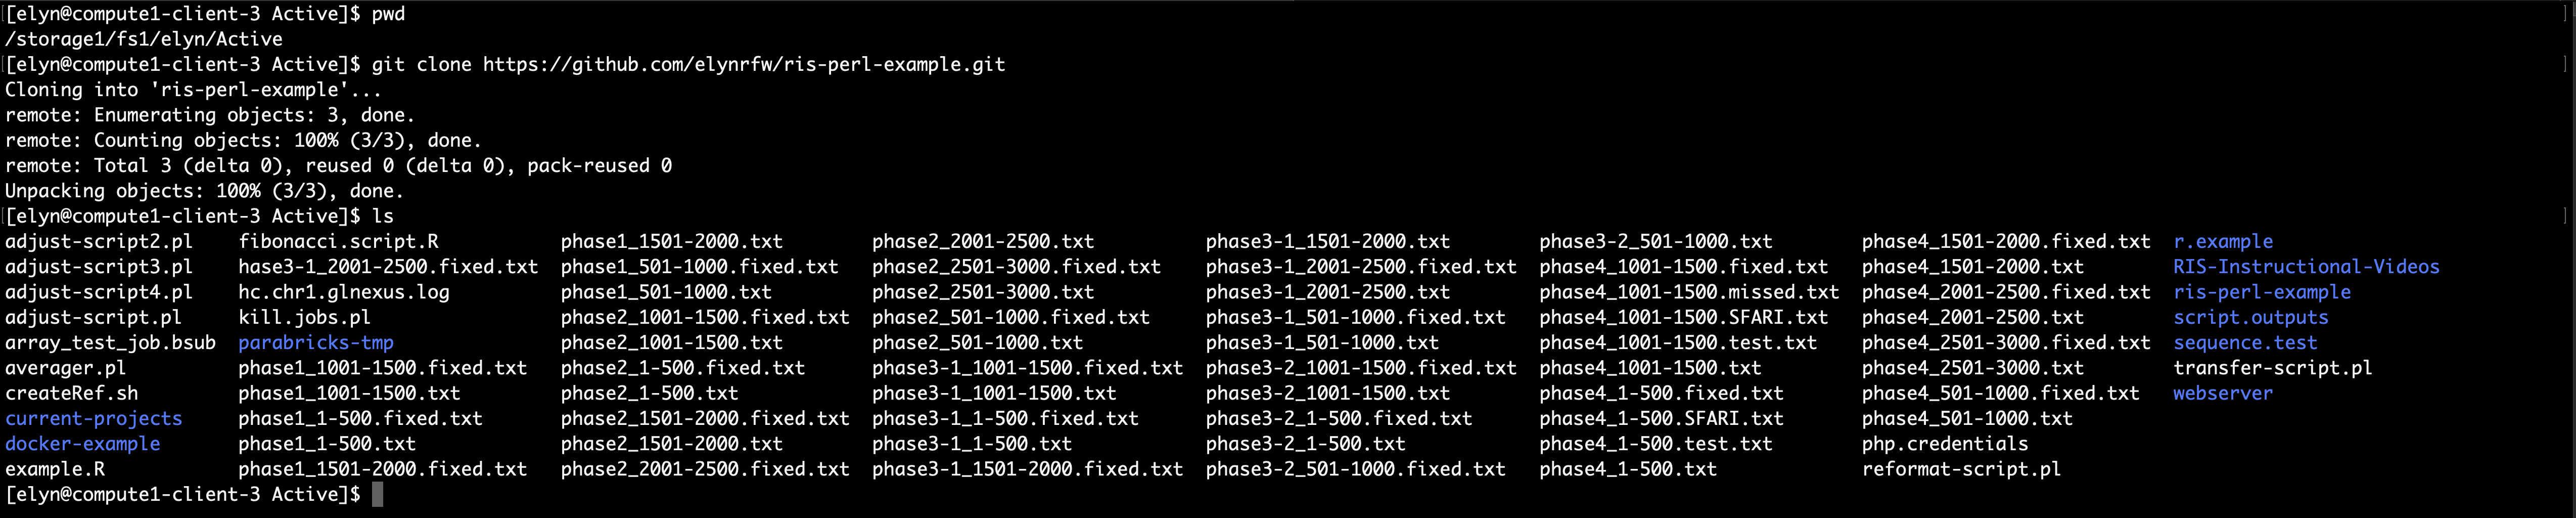 [elyn@compute1-client-3 Active]$ pwd
/storage1/fs1/elyn/Active
[elyn@compute1-client-3 Active]$ git clone https://github.com/elynrfw/ris-perl-example.git
Cloning into 'ris-perl-example'...
remote: Enumerating objects: 3, done.
remote: Counting objects: 100% (3/3), done.
remote: Total 3 (delta 0), reused 0 (delta 0), pack-reused 0
Unpacking objects: 100% (3/3), done.
[elyn@compute1-client-3 Active]$ ls
adjust-script2.pl fibonacci.script.R phase1_1501-2000.txt phase2_2001-2500.txt phase3-1_1501-2000.txt phase3-2_501-1000.txt phase4_1501-2000.fixed.txt r.example
adjust-script3.pl hase3-1_2001-2500.fixed.txt phase1_501-1000.fixed.txt phase2_2501-3000.fixed.txt phase3-1_2001-2500.fixed.txt phase4_1001-1500.fixed.txt phase4_1501-2000.txt RIS-Instructional-Videos
adjust-script4.pl hc.chr1.glnexus.log phase1_501-1000.txt phase2_2501-3000.txt phase3-1_2001-2500.txt phase4_1001-1500.missed.txt phase4_2001-2500.fixed.txt ris-perl-example
adjust-script.pl kill.jobs.pl phase2_1001-1500.fixed.txt phase2_501-1000.fixed.txt phase3-1_501-1000.fixed.txt phase4_1001-1500.SFARI.txt phase4_2001-2500.txt script.outputs
array_test_job.bsub parabricks-tmp phase2_1001-1500.txt phase2_501-1000.txt phase3-1_501-1000.txt phase4_1001-1500.test.txt phase4_2501-3000.fixed.txt sequence.test
averager.pl phase1_1001-1500.fixed.txt phase2_1-500.fixed.txt phase3-1_1001-1500.fixed.txt phase3-2_1001-1500.fixed.txt phase4_1001-1500.txt phase4_2501-3000.txt transfer-script.pl
createRef.sh phase1_1001-1500.txt phase2_1-500.txt phase3-1_1001-1500.txt phase3-2_1001-1500.txt phase4_1-500.fixed.txt phase4_501-1000.fixed.txt webserver
current-projects phase1_1-500.fixed.txt phase2_1501-2000.fixed.txt phase3-1_1-500.fixed.txt phase3-2_1-500.fixed.txt phase4_1-500.SFARI.txt phase4_501-1000.txt
docker-example phase1_1-500.txt phase2_1501-2000.txt phase3-1_1-500.txt phase3-2_1-500.txt phase4_1-500.test.txt php.credentials
example.R phase1_1501-2000.fixed.txt phase2_2001-2500.fixed.txt phase3-1_1501-2000.fixed.txt phase3-2_501-1000.fixed.txt phase4_1-500.txt reformat-script.pl
[elyn@compute1-client-3 Active]$